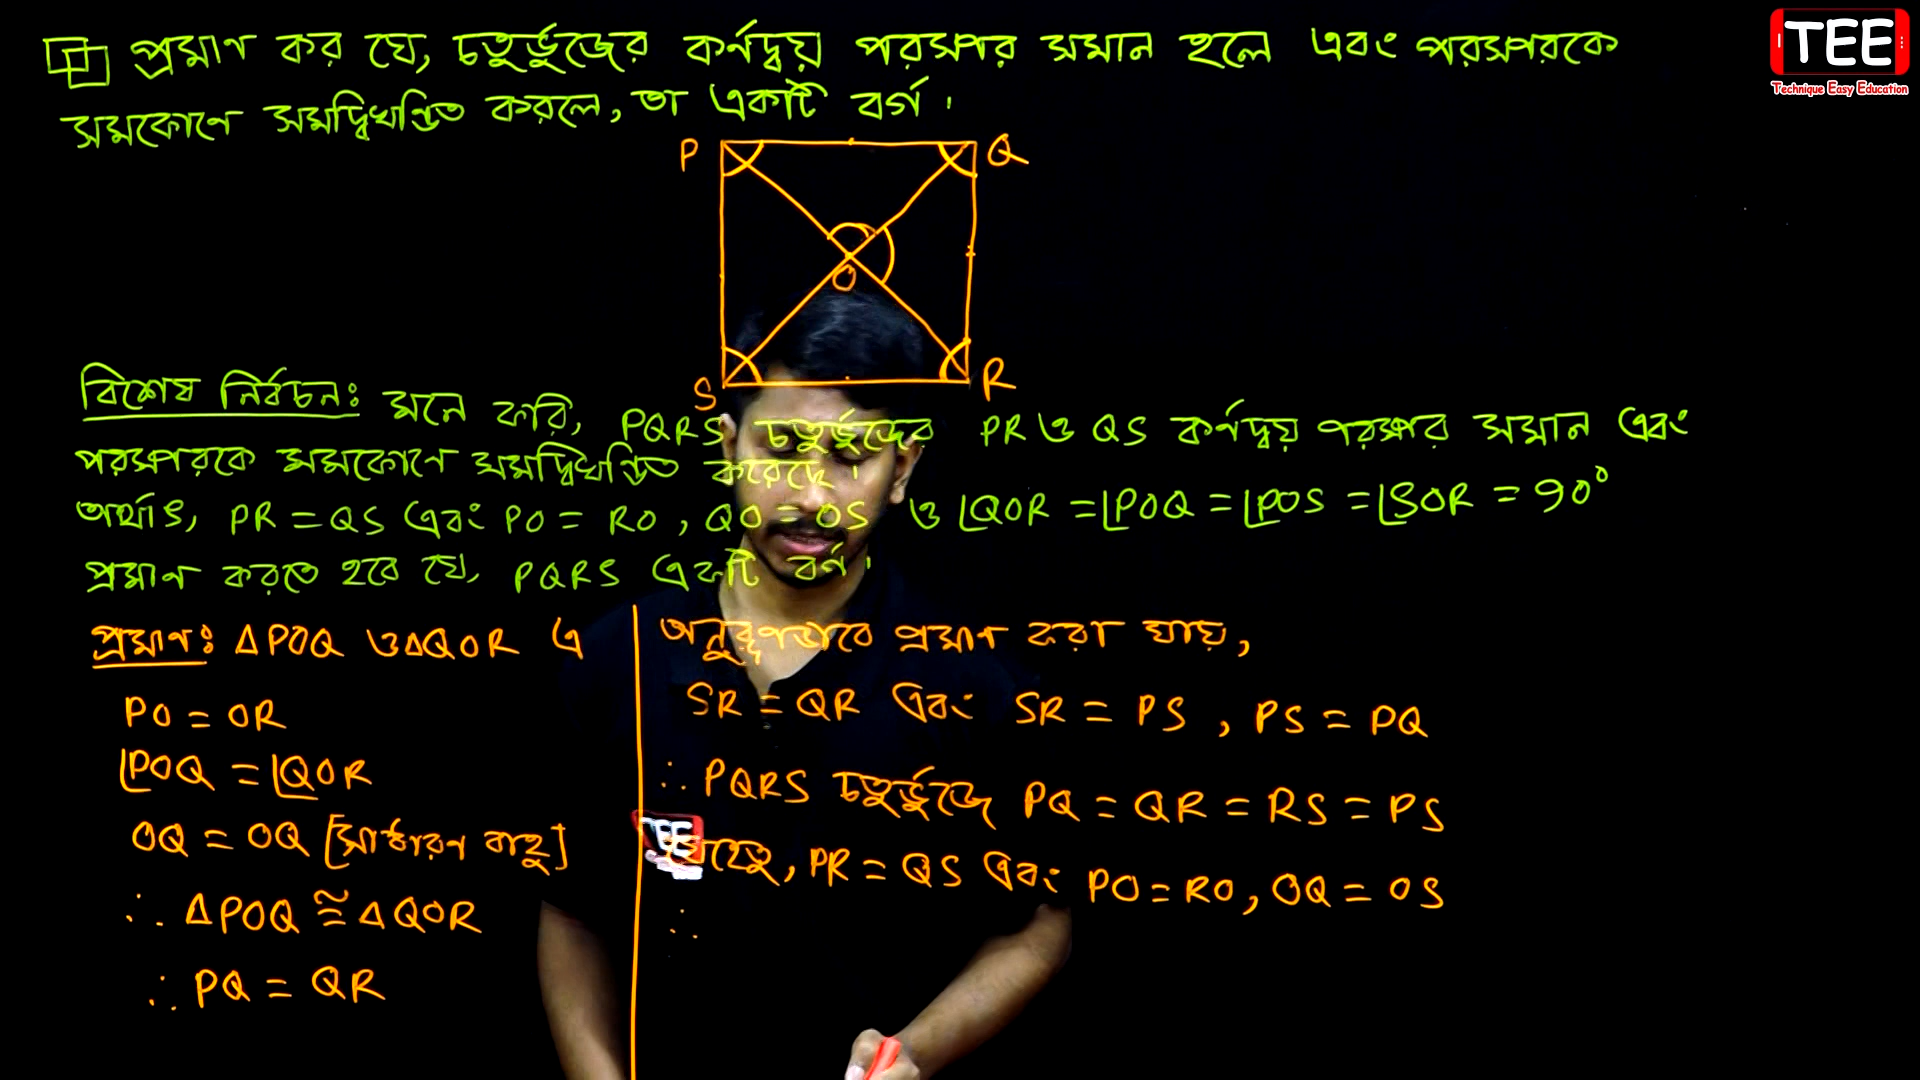 প্রমাণ কর যে, চতুর্ভুজের কর্ণদ্বয় পরস্পর সমান হলে এবং পরস্পরকে
সমকোণে সমদ্বিখন্ডিত করলে, তা একটি বর্গ।
TEE
Technique Easy Education
P
Q
O
S
R
বিশেষ নির্বচন: মনে করি, PQRS চতুর্ভুজের PR ও QS কর্ণদ্বয় পরস্পর সমান এবং
পরস্পরকে সমকোণে সমদ্বিখন্ডিত করেছে।
অর্থাৎ, PR = QS এবং PO = RO, QO = OS ও ∠QOR = ∠POQ = ∠POS = ∠SOR = 90°
প্রমাণ করতে হবে যে, PQRS একটি বর্গ।
প্রমাণ: ΔPOQ ও ΔQOR এ
PO = OR
∠POQ = ∠QOR
OQ = OQ [সাধারণ বাহু]
∴ ΔPOQ ≅ ΔQOR
∴ PQ = QR
অনুরূপভাবে প্রমাণ করা যায়,
SR = QR এবং SR = PS, PS = PQ
∴ PQRS চতুর্ভুজে PQ = QR = RS = PS
যেহেতু, PR = QS এবং PO = RO, OQ = OS
∴
TEE